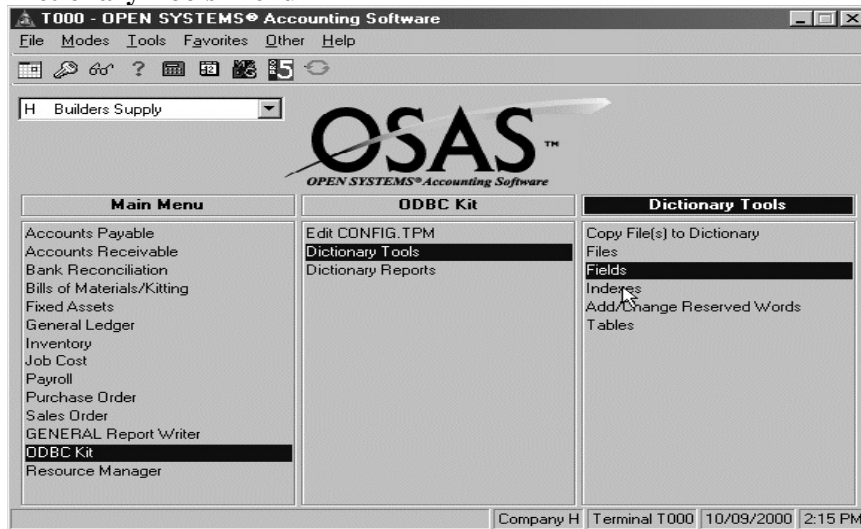 T000 - OPEN SYSTEMS® Accounting Software
File Modes Tools Favorites Other Help
H Builders Supply
OSAS™
OPEN SYSTEMS® Accounting Software
Main Menu
Accounts Payable
Accounts Receivable
Bank Reconciliation
Bills of Materials/Kitting
Fixed Assets
General Ledger
Inventory
Job Cost
Payroll
Purchase Order
Sales Order
GENERAL Report Writer
ODBC Kit
Resource Manager
ODBC Kit
Edit CONFIG.TPM
Dictionary Tools
Dictionary Reports
Dictionary Tools
Copy File(s) to Dictionary
Files
Fields
Indexes
Add/Change Reserved Words
Tables
Company H Terminal T000 10/09/2000 2:15 PM